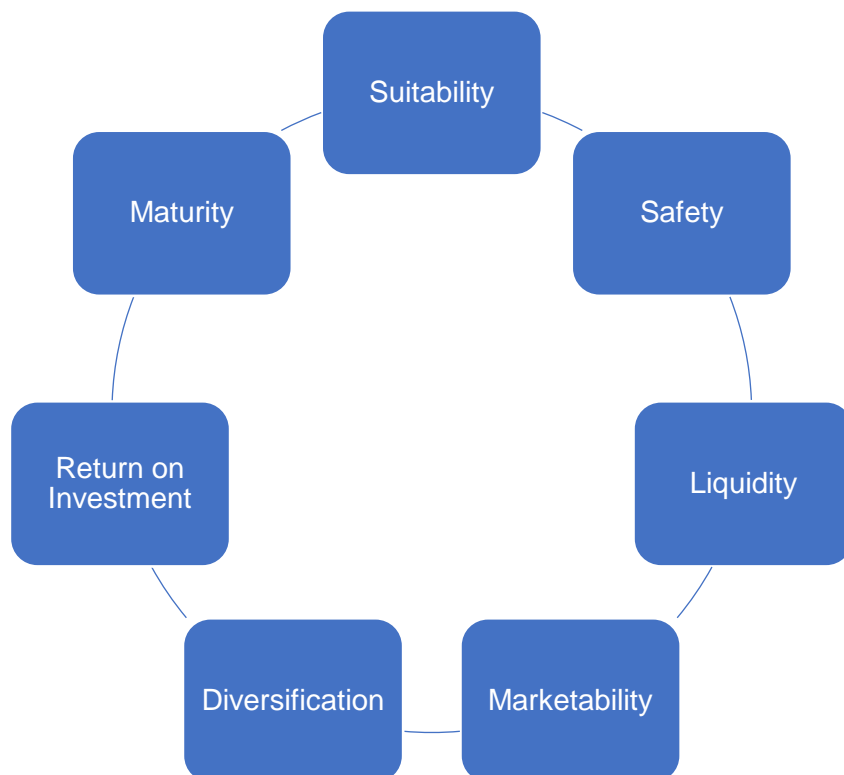 Suitability
Safety
Liquidity
Marketability
Diversification
Return on
Investment
Maturity